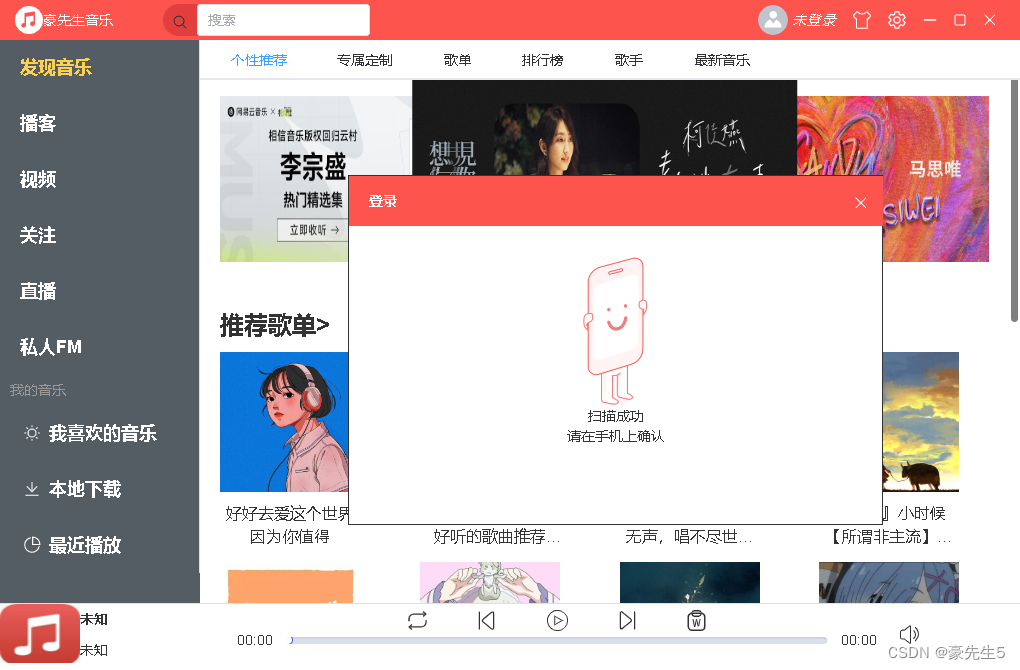 豪先生音乐
搜索
未登录
发现音乐
播客
视频
关注
直播
私人FM
我的音乐
我喜欢的音乐
本地下载
最近播放
个性推荐 专属定制 歌单 排行榜 歌手 最新音乐
网易云音乐 ×
相信音乐版权回归云村
李宗盛
热门精选集
立即收听 →
想見
柯佳嬿
马思唯
登录
扫描成功
请在手机上确认
推荐歌单>
好好去爱这个世界
因为你值得
好听的歌曲推荐...
无声，唱不尽世...
』小时候
【所谓非主流】...
未知
未知
00:00
W
00:00
CSDN @豪先生5